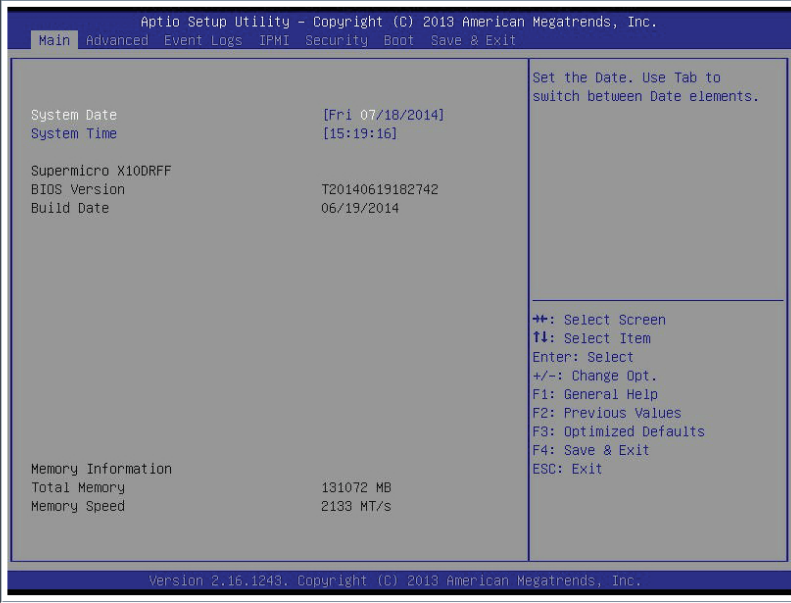 Aptio Setup Utility – Copyright (C) 2013 American Megatrends, Inc.
Main Advanced Event Logs IPMI Security Boot Save & Exit
System Date [Fri 07/18/2014]
System Time [15:19:16]
Supermicro X10DRFF
BIOS Version T20140619182742
Build Date 06/19/2014
Memory Information
Total Memory 131072 MB
Memory Speed 2133 MT/s
Set the Date. Use Tab to
switch between Date elements.
→←: Select Screen
↑↓: Select Item
Enter: Select
+/-: Change Opt.
F1: General Help
F2: Previous Values
F3: Optimized Defaults
F4: Save & Exit
ESC: Exit
Version 2.16.1243. Copyright (C) 2013 American Megatrends, Inc.